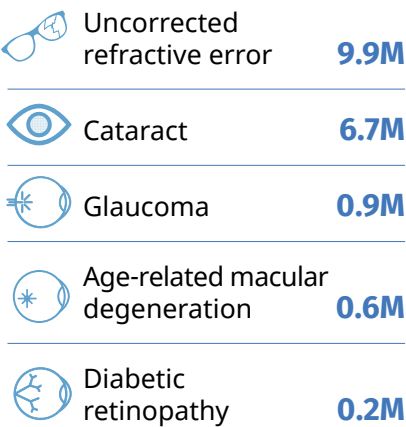 Uncorrected
refractive error 9.9M
Cataract 6.7M
Glaucoma 0.9M
Age-related macular
degeneration 0.6M
Diabetic
retinopathy 0.2M